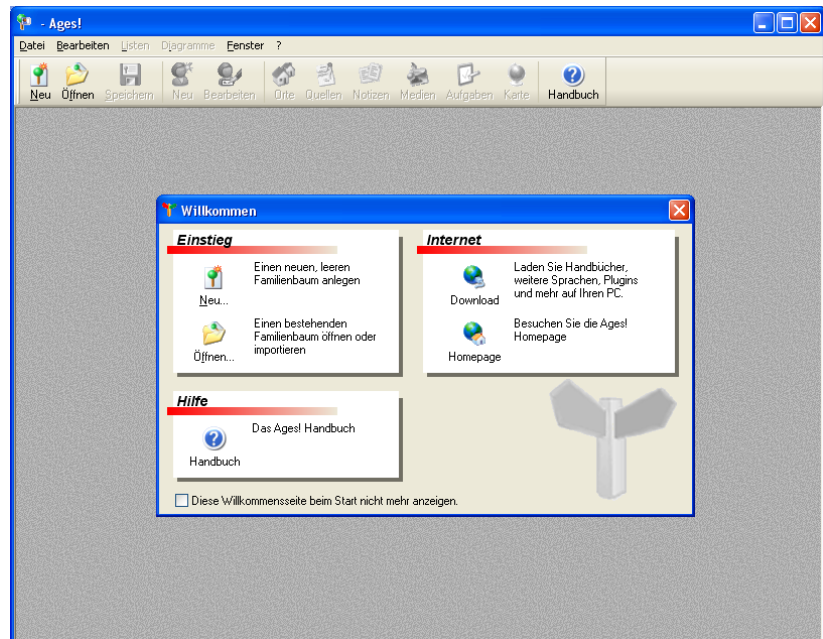 - Ages!
Datei Bearbeiten Listen Diagramme Fenster ?
Neu Öffnen Speichern Neu Bearbeiten Orte Quellen Notizen Medien Aufgaben Karte Handbuch
Willkommen
Einstieg
Einen neuen, leeren
Familienbaum anlegen
Neu...
Einen bestehenden
Familienbaum öffnen oder
importieren
Öffnen...
Internet
Laden Sie Handbücher,
weitere Sprachen, Plugins
und mehr auf Ihren PC.
Download
Besuchen Sie die Ages!
Homepage
Homepage
Hilfe
Das Ages! Handbuch
Handbuch
Diese Willkommensseite beim Start nicht mehr anzeigen.